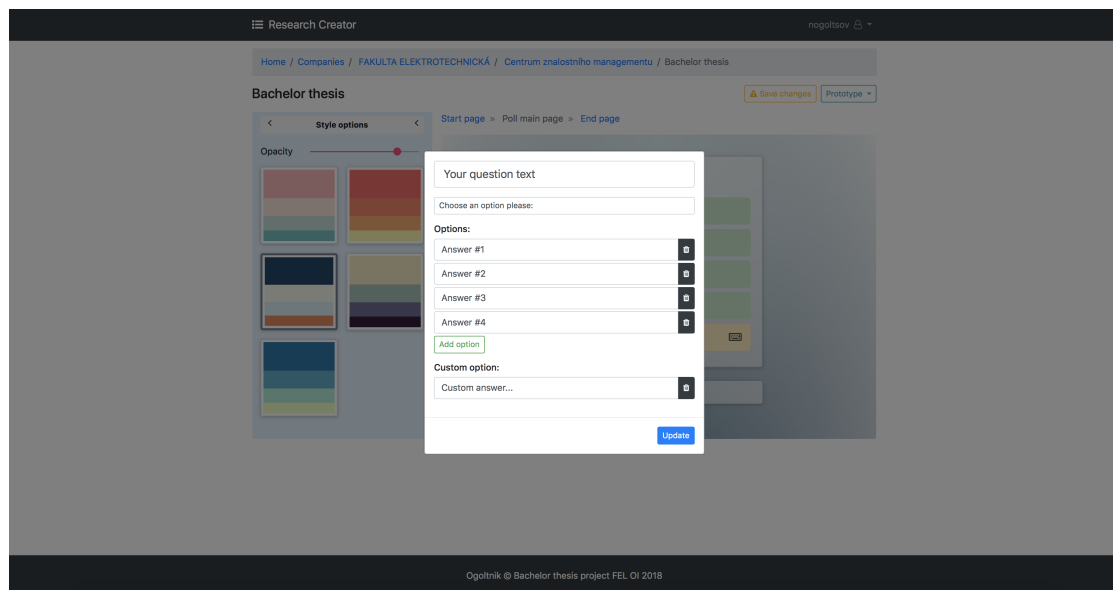 Research Creator
nogoltsov
Home / Companies / FAKULTA ELEKTROTECHNICKÁ / Centrum znalostního managementu / Bachelor thesis
Bachelor thesis
Save changes
Prototype
Style options
Start page » Poll main page » End page
Opacity
Your question text
Choose an option please:
Options:
Answer #1
Answer #2
Answer #3
Answer #4
Add option
Custom option:
Custom answer...
Update
Ogoltnik © Bachelor thesis project FEL OI 2018